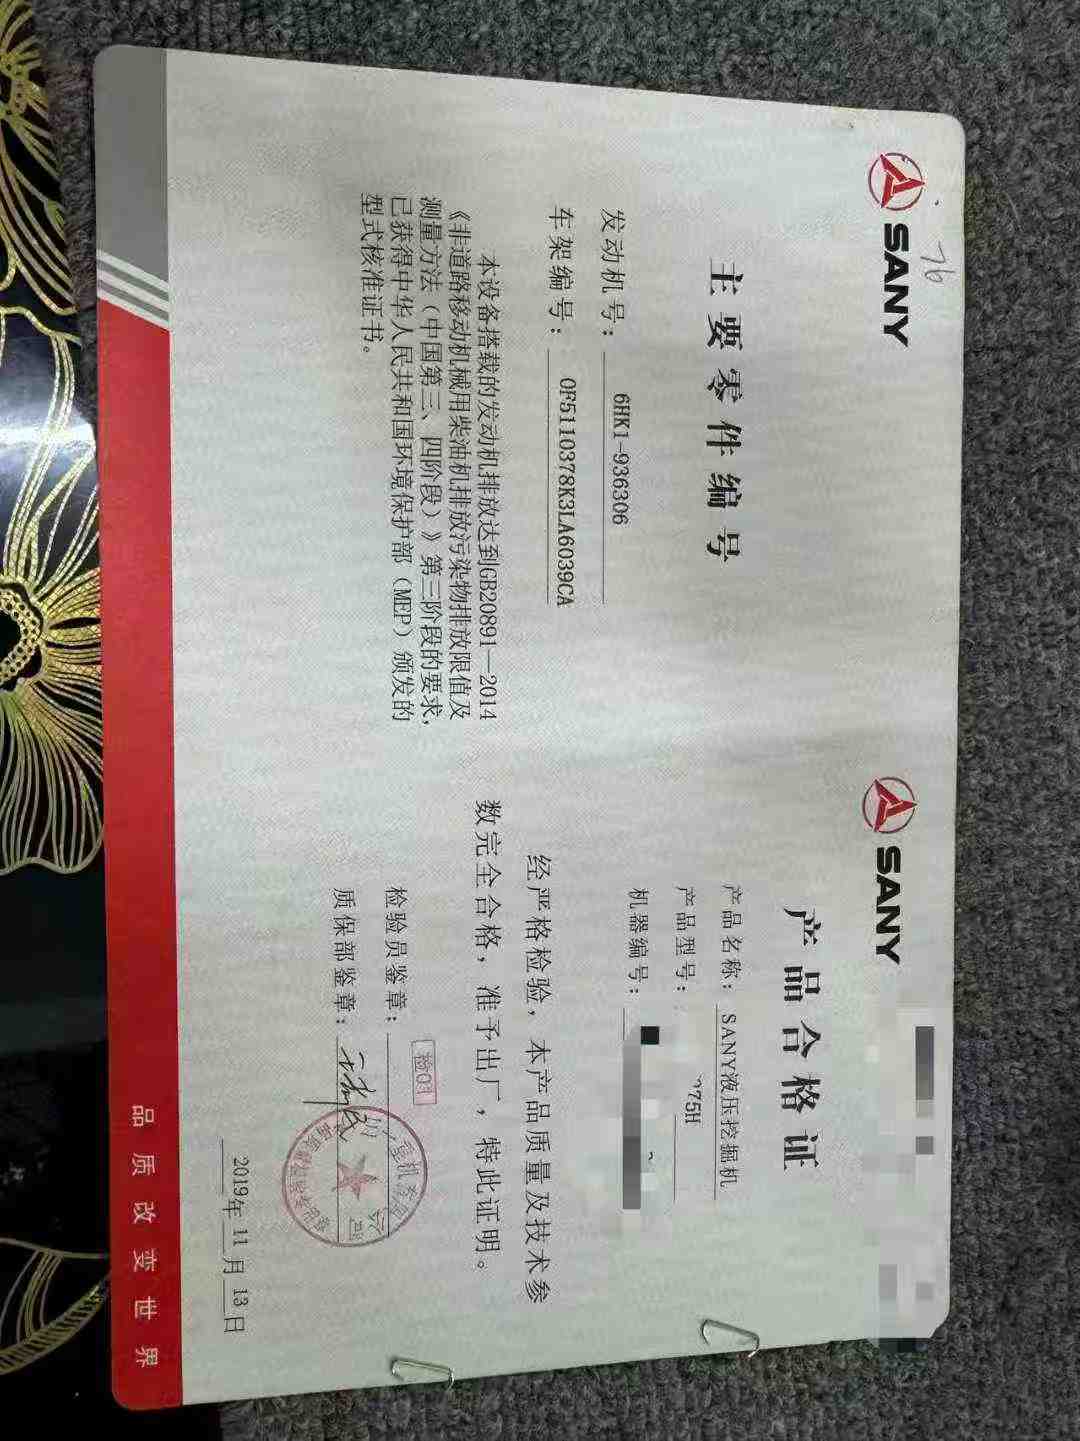 76
SANY
主要零件编号
发动机号： 6HK1-936306
车架编号： 0F5110378K3LA6039CA
本设备搭载的发动机排放达到GB20891—2014
《非道路移动机械用柴油机排放污染物排放限值及
测量方法（中国第三、四阶段）》第三阶段的要求，
已获得中华人民共和国环境保护部（MEP）颁发的
型式核准证书。
SANY
产品合格证
产品名称： SANY液压挖掘机
产品型号： 75H
机器编号：
经严格检验，本产品质量及技术参
数完全合格，准予出厂，特此证明。
检验员鉴章： 检03
质保部鉴章：
2019年11月13日
品质改变世界